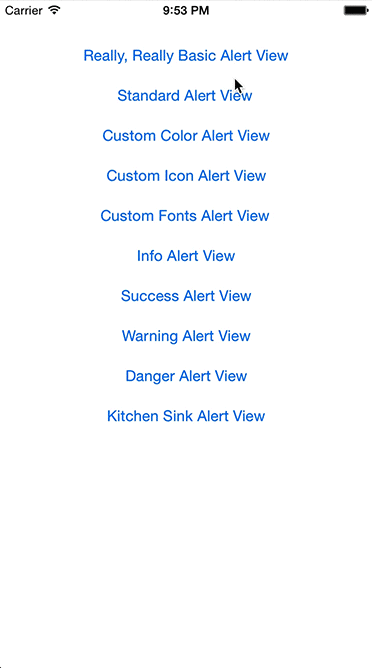 Carrier 9:53 PM
Really, Really Basic Alert View
Standard Alert View
Custom Color Alert View
Custom Icon Alert View
Custom Fonts Alert View
Info Alert View
Success Alert View
Warning Alert View
Danger Alert View
Kitchen Sink Alert View